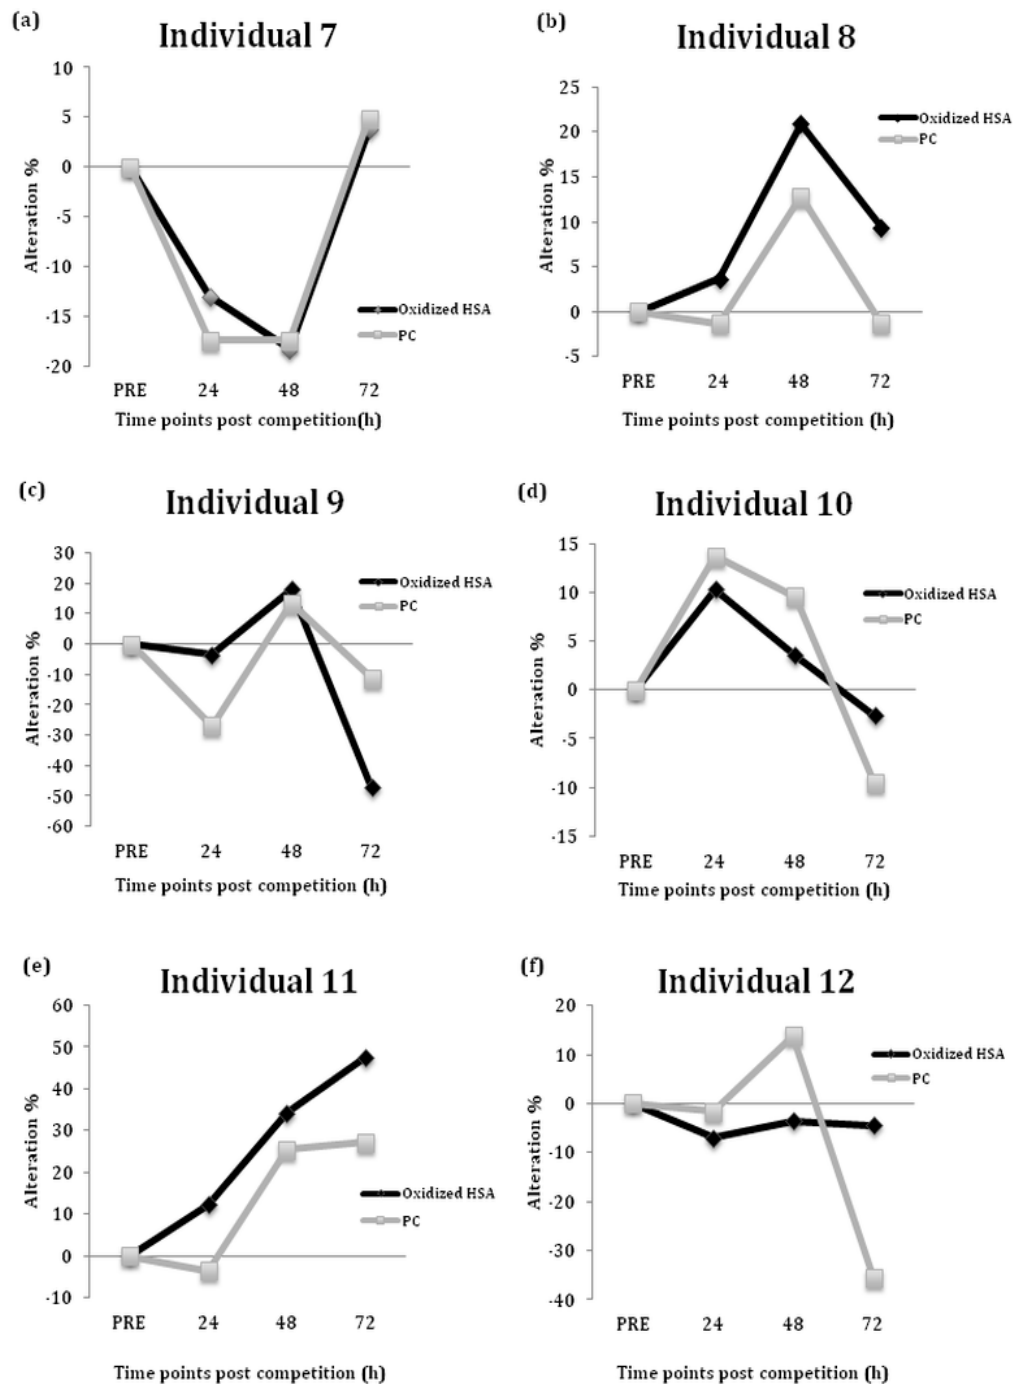 (a)
Individual 7
10
5
0
-5
-10
-15
-20
Alteration %
Oxidized HSA
PC
PRE 24 48 72
Time points post competition(h)
(b)
Individual 8
25
20
15
10
5
0
-5
Alteration %
Oxidized HSA
PC
PRE 24 48 72
Time points post competition (h)
(c)
Individual 9
30
20
10
0
-10
-20
-30
-40
-50
-60
Alteration %
Oxidized HSA
PC
PRE 24 48 72
Time points post competition (h)
(d)
Individual 10
15
10
5
0
-5
-10
-15
Alteration %
Oxidized HSA
PC
PRE 24 48 72
Time points post competition (h)
(e)
Individual 11
60
50
40
30
20
10
0
-10
Alteration %
Oxidized HSA
PC
PRE 24 48 72
Time points post competition (h)
(f)
Individual 12
20
10
0
-10
-20
-30
-40
Alteration %
Oxidized HSA
PC
PRE 24 48 72
Time points post competition (h)